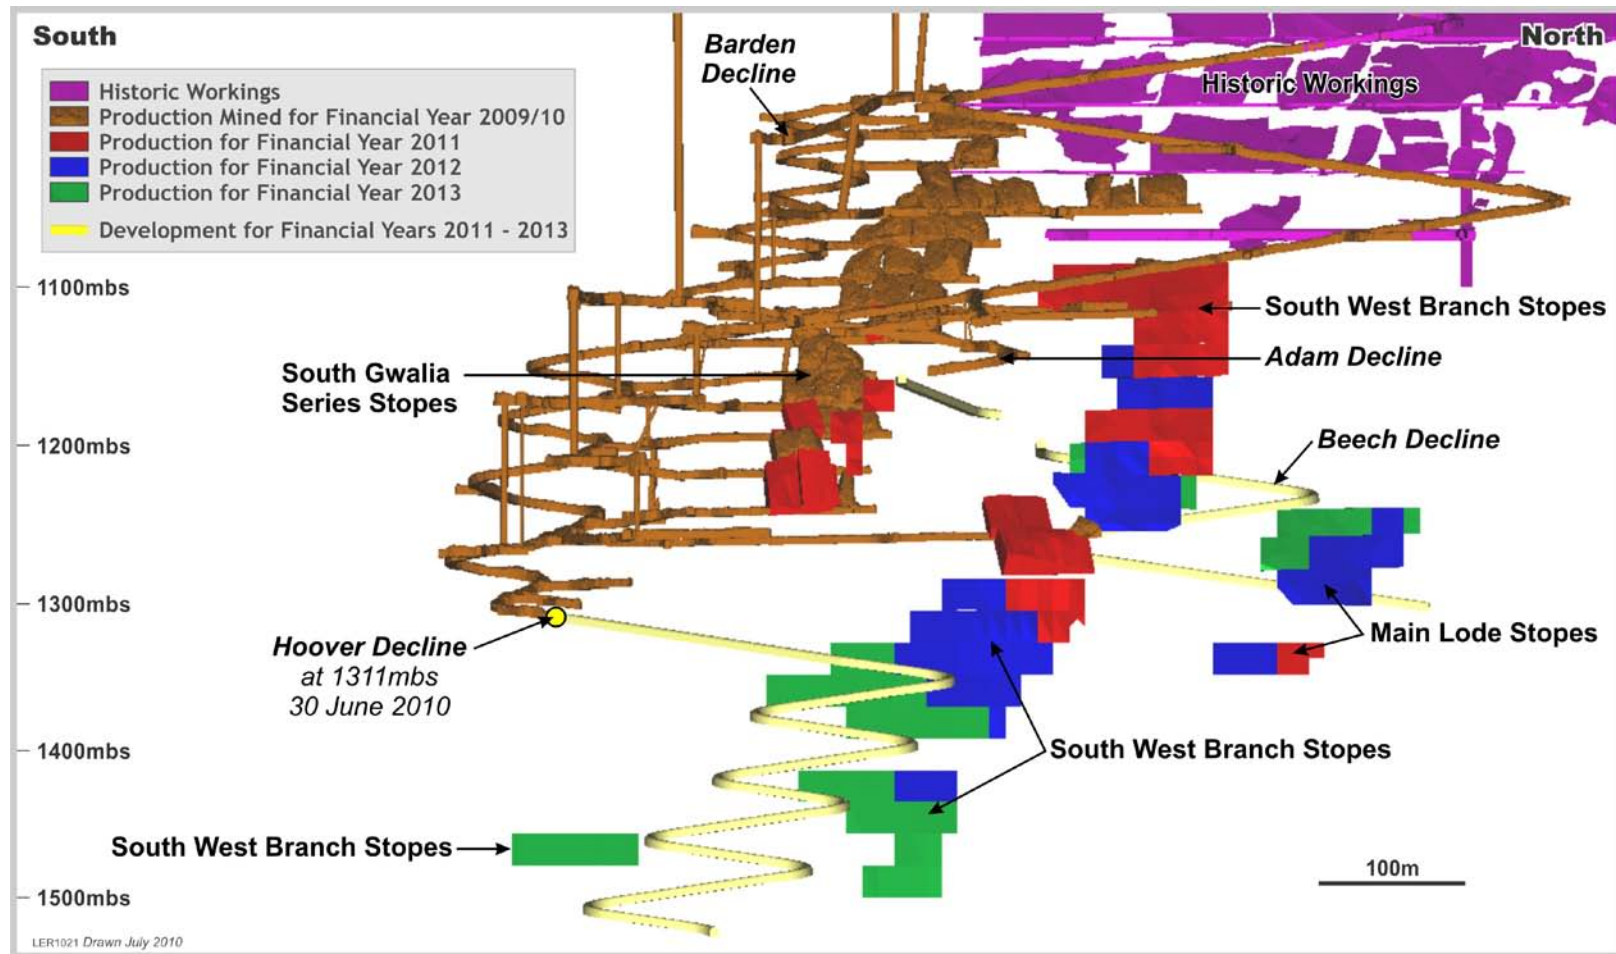 South
North
Barden
Decline
Historic Workings
Historic Workings
Production Mined for Financial Year 2009/10
Production for Financial Year 2011
Production for Financial Year 2012
Production for Financial Year 2013
Development for Financial Years 2011 - 2013
1100mbs
South West Branch Stopes
Adam Decline
South Gwalia
Series Stopes
1200mbs
Beech Decline
1300mbs
Hoover Decline
at 1311mbs
30 June 2010
Main Lode Stopes
1400mbs
South West Branch Stopes
South West Branch Stopes
100m
1500mbs
LER1021 Drawn July 2010